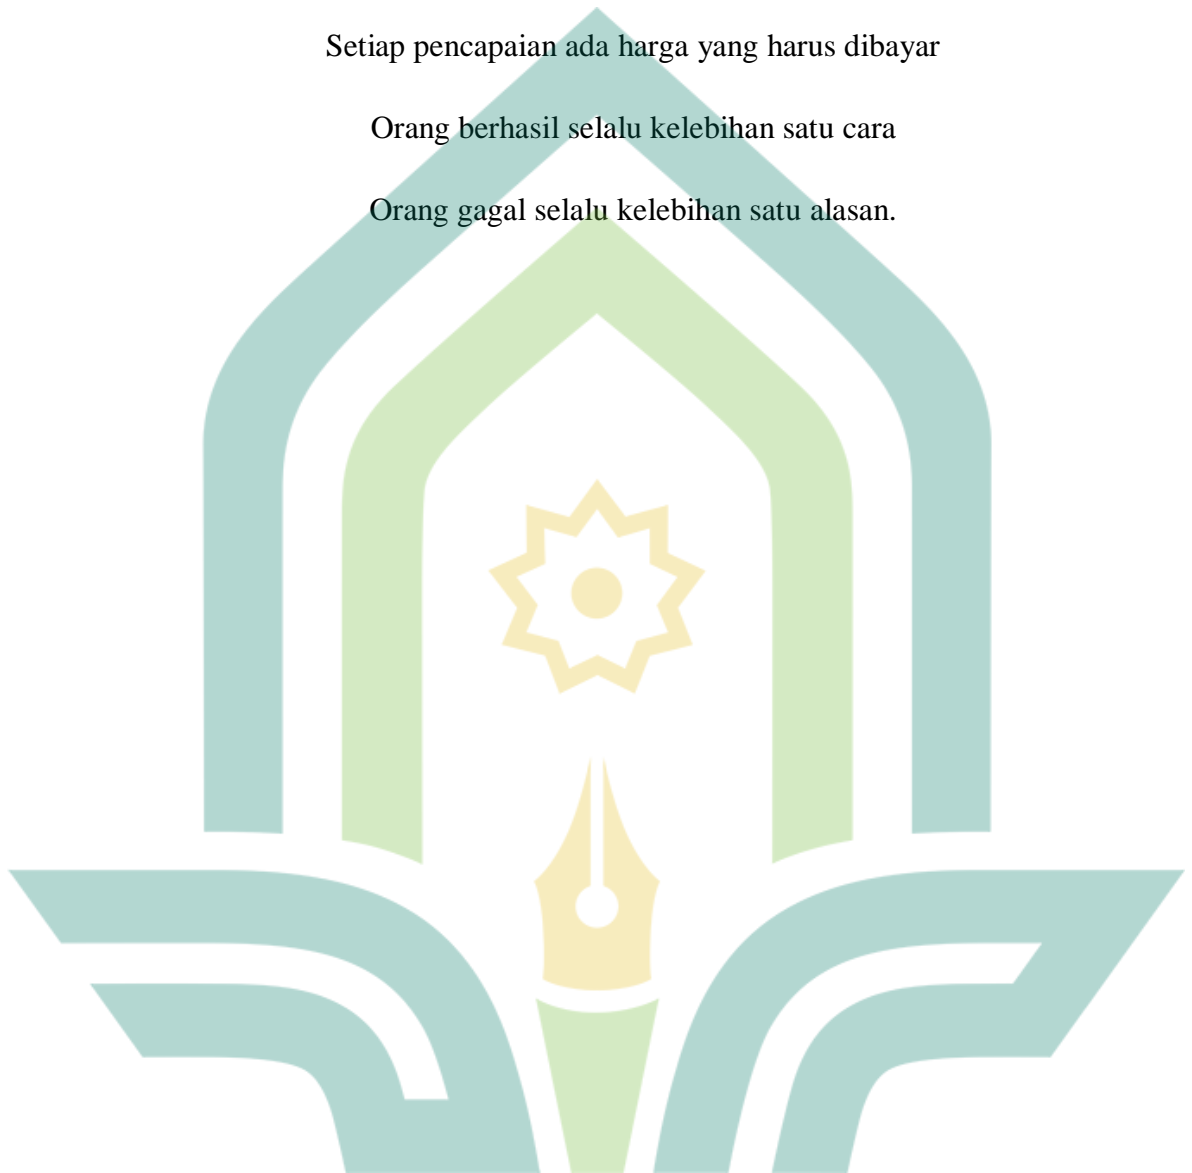 Setiap pencapaian ada harga yang harus dibayar
Orang berhasil selalu kelebihan satu cara
Orang gagal selalu kelebihan satu alasan.